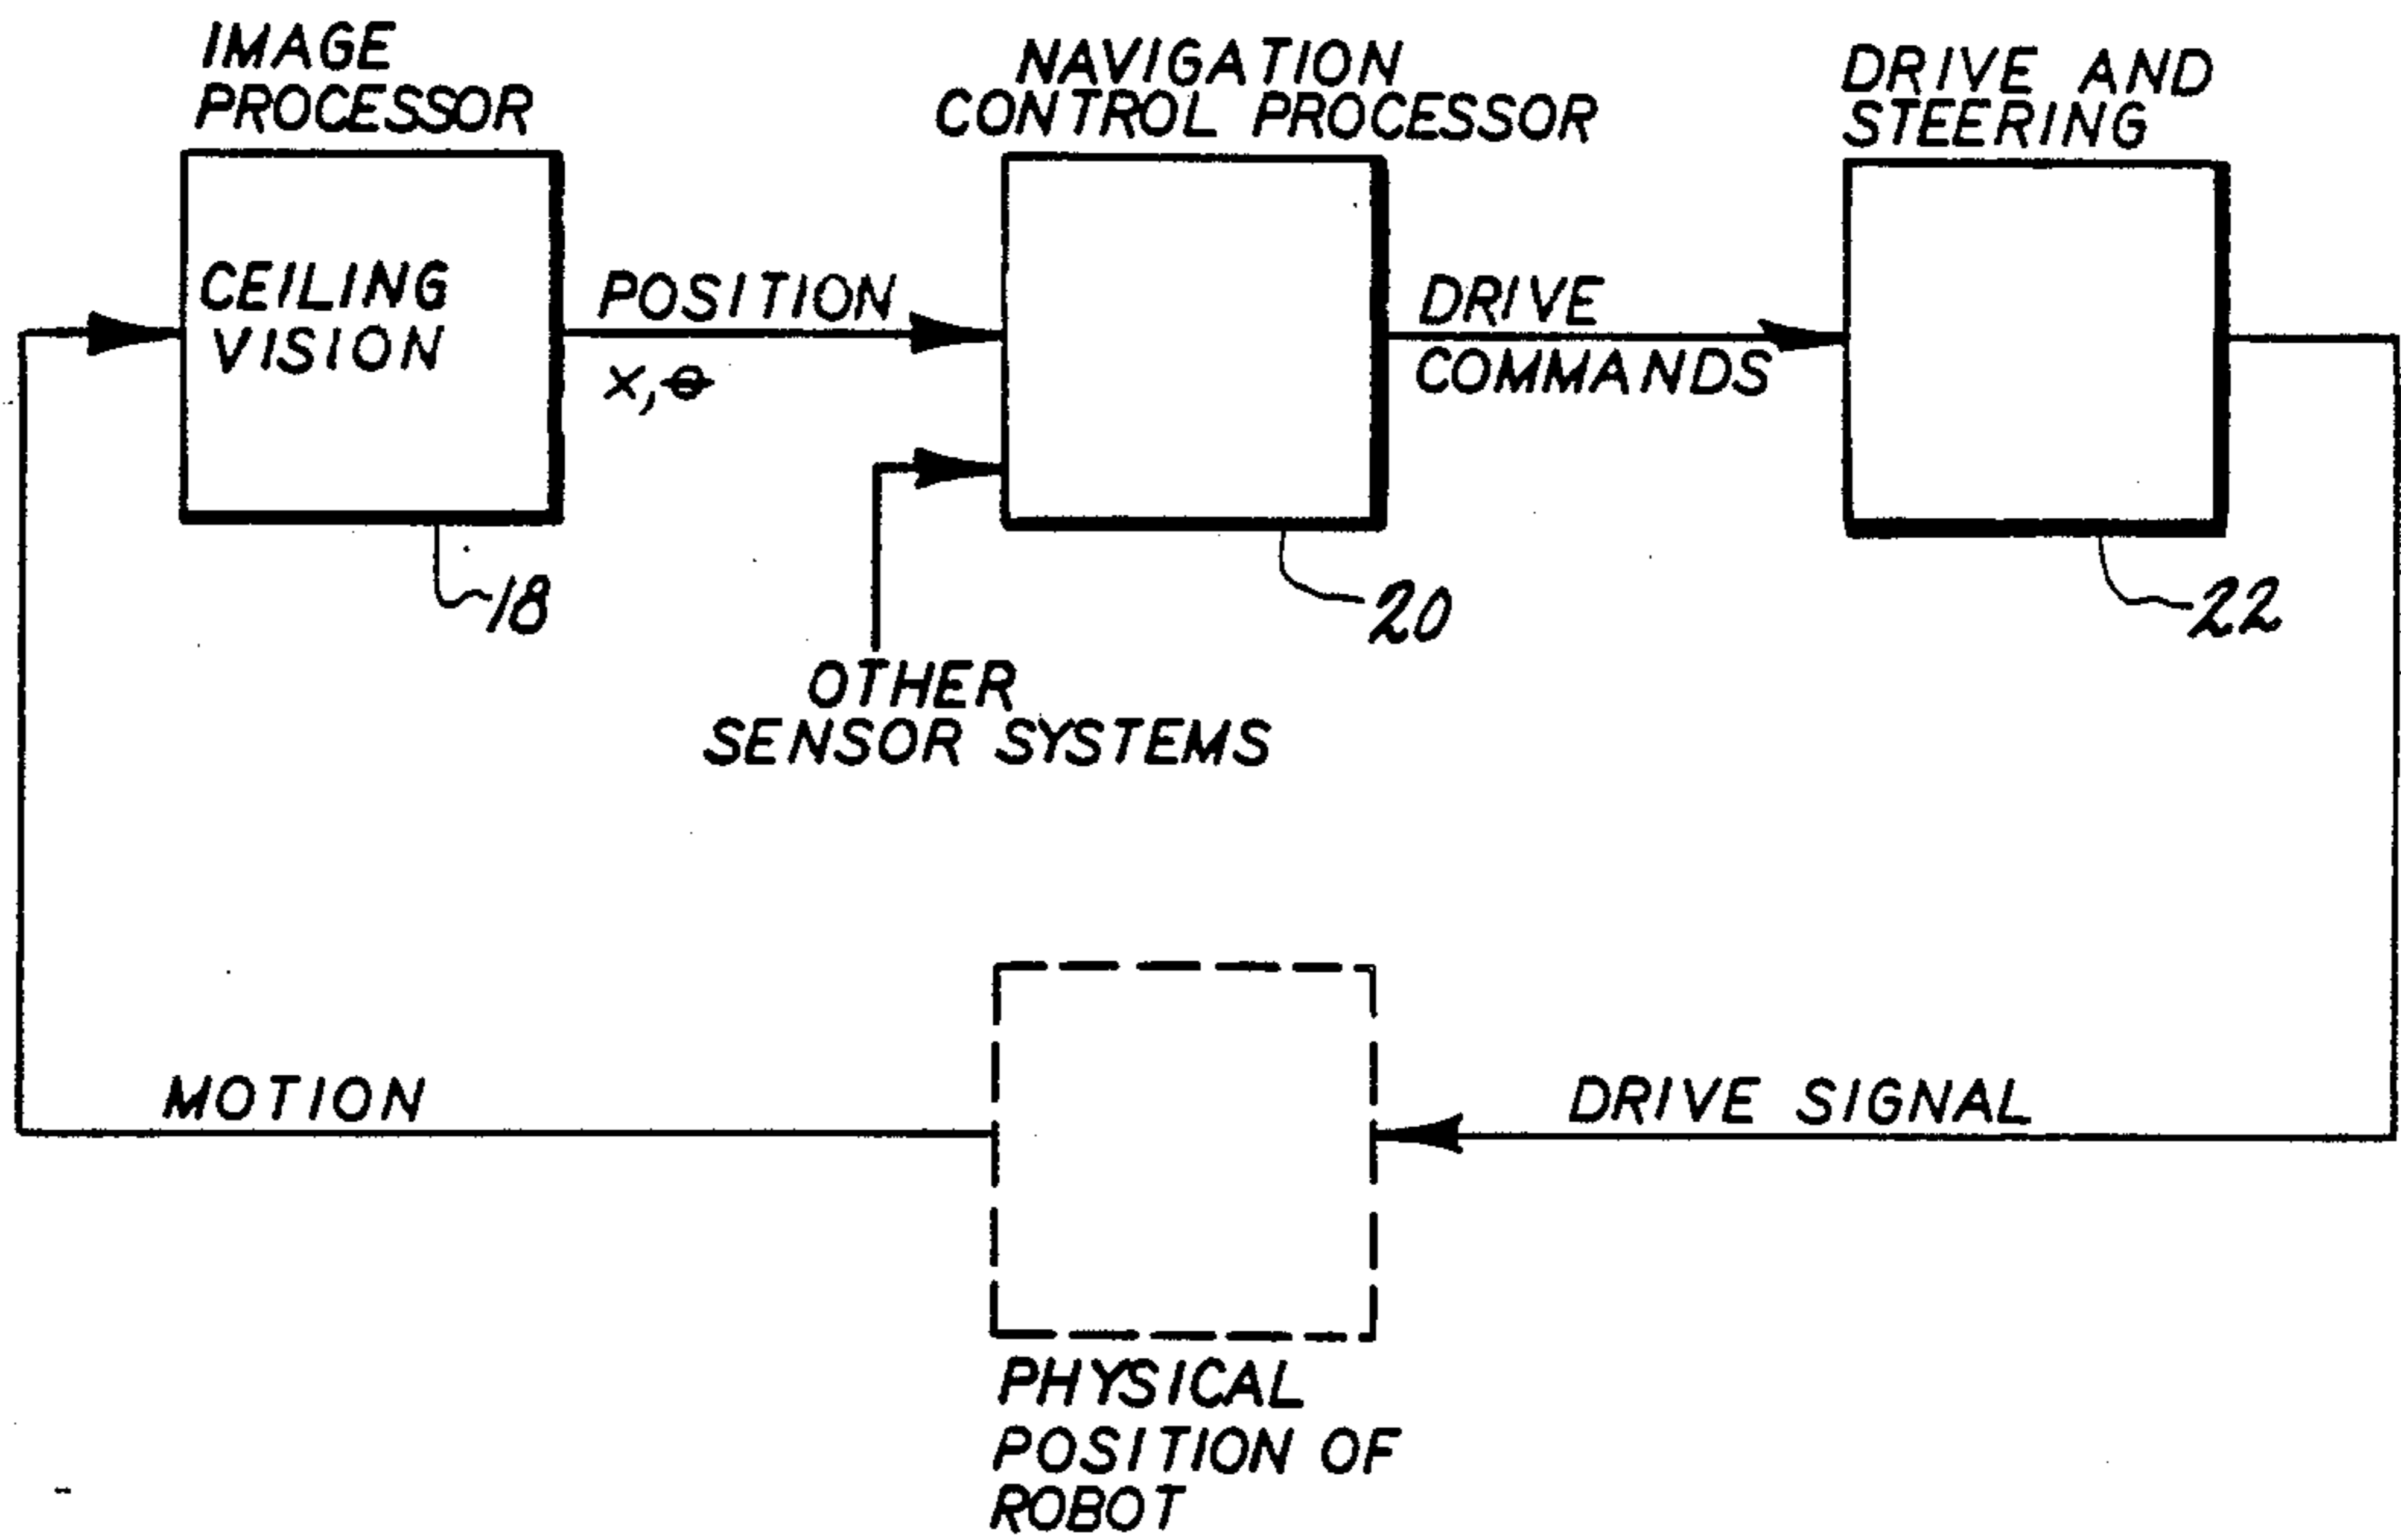 IMAGE
PROCESSOR
NAVIGATION
CONTROL PROCESSOR
DRIVE AND
STEERING
CEILING
VISION
POSITION
x,θ
DRIVE
COMMANDS
18
20
22
OTHER
SENSOR SYSTEMS
MOTION
DRIVE SIGNAL
PHYSICAL
POSITION OF
ROBOT